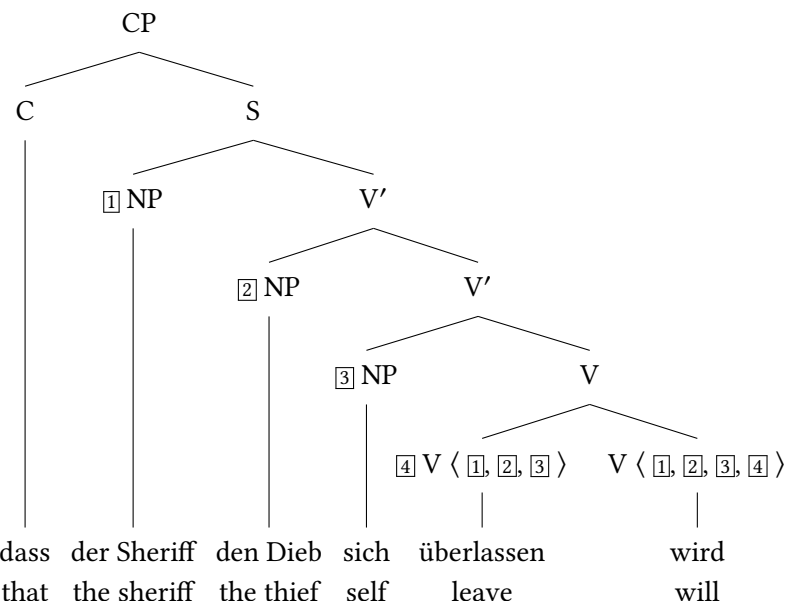 CP
C S
1 NP V′
2 NP V′
3 NP V
4 V ⟨ 1, 2, 3 ⟩ V ⟨ 1, 2, 3, 4 ⟩
dass der Sheriff den Dieb sich überlassen wird
that the sheriff the thief self leave will